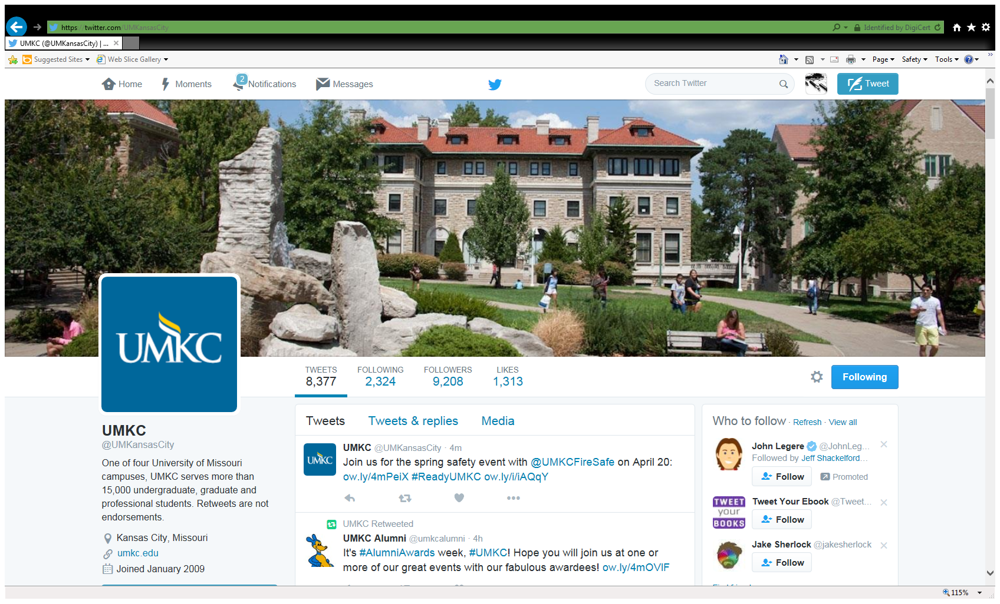 https://twitter.com/UMKansasCity
Identified by DigiCert
UMKC (@UMKansasCity) | ...
Suggested Sites
Web Slice Gallery
Page
Safety
Tools
Home
Moments
2
Notifications
Messages
Search Twitter
Tweet
UMKC
TWEETS
8,377
FOLLOWING
2,324
FOLLOWERS
9,208
LIKES
1,313
Following
UMKC
@UMKansasCity
One of four University of Missouri
campuses, UMKC serves more than
15,000 undergraduate, graduate and
professional students. Retweets are not
endorsements.
Kansas City, Missouri
umkc.edu
Joined January 2009
Tweets
Tweets & replies
Media
UMKC
UMKC @UMKansasCity · 4m
Join us for the spring safety event with @UMKCFireSafe on April 20:
ow.ly/4mPeiX #ReadyUMKC ow.ly/i/iAQqY
UMKC Retweeted
UMKC Alumni @umkcalumni · 4h
It's #AlumniAwards week, #UMKC! Hope you will join us at one or
more of our great events with our fabulous awardees! ow.ly/4mOVlF
Who to follow · Refresh · View all
John Legere @JohnLeg...
Followed by Jeff Shackelford...
Follow
Promoted
TWEET
your
BOOKS
Tweet Your Ebook @Tweet...
Follow
Jake Sherlock @jakesherlock
Follow
115%